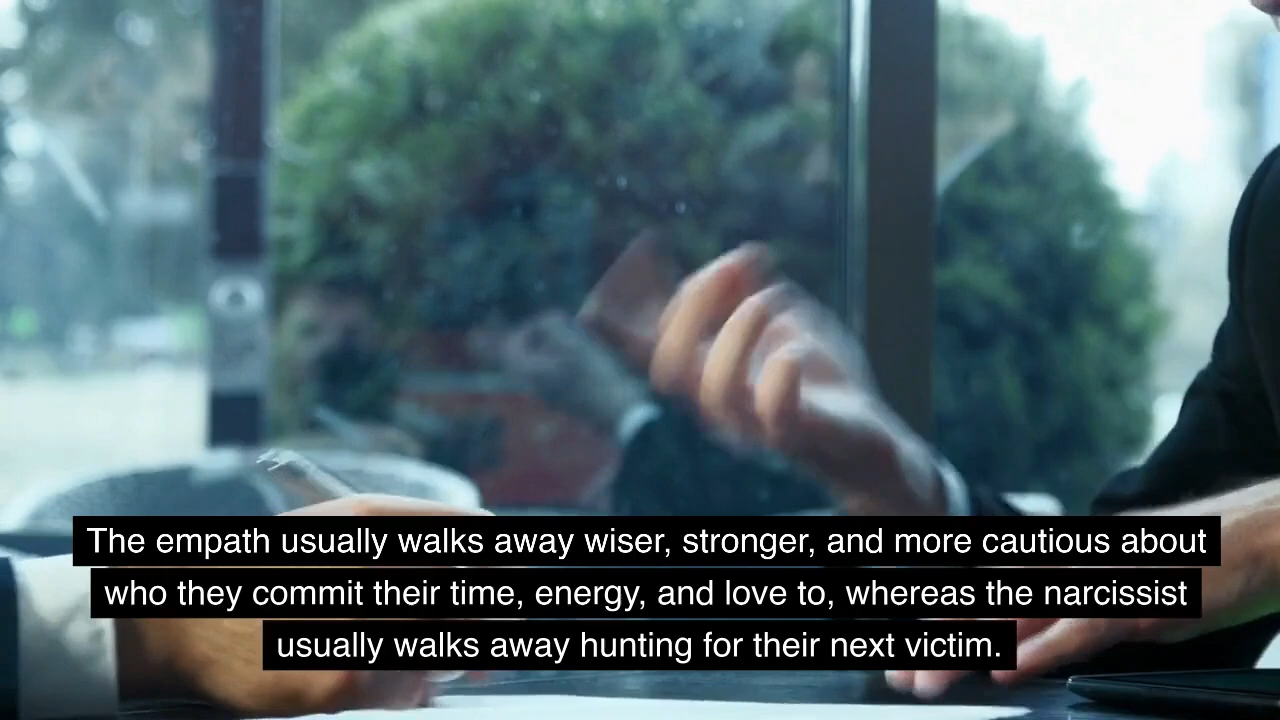 The empath usually walks away wiser, stronger, and more cautious about
who they commit their time, energy, and love to, whereas the narcissist
usually walks away hunting for their next victim.